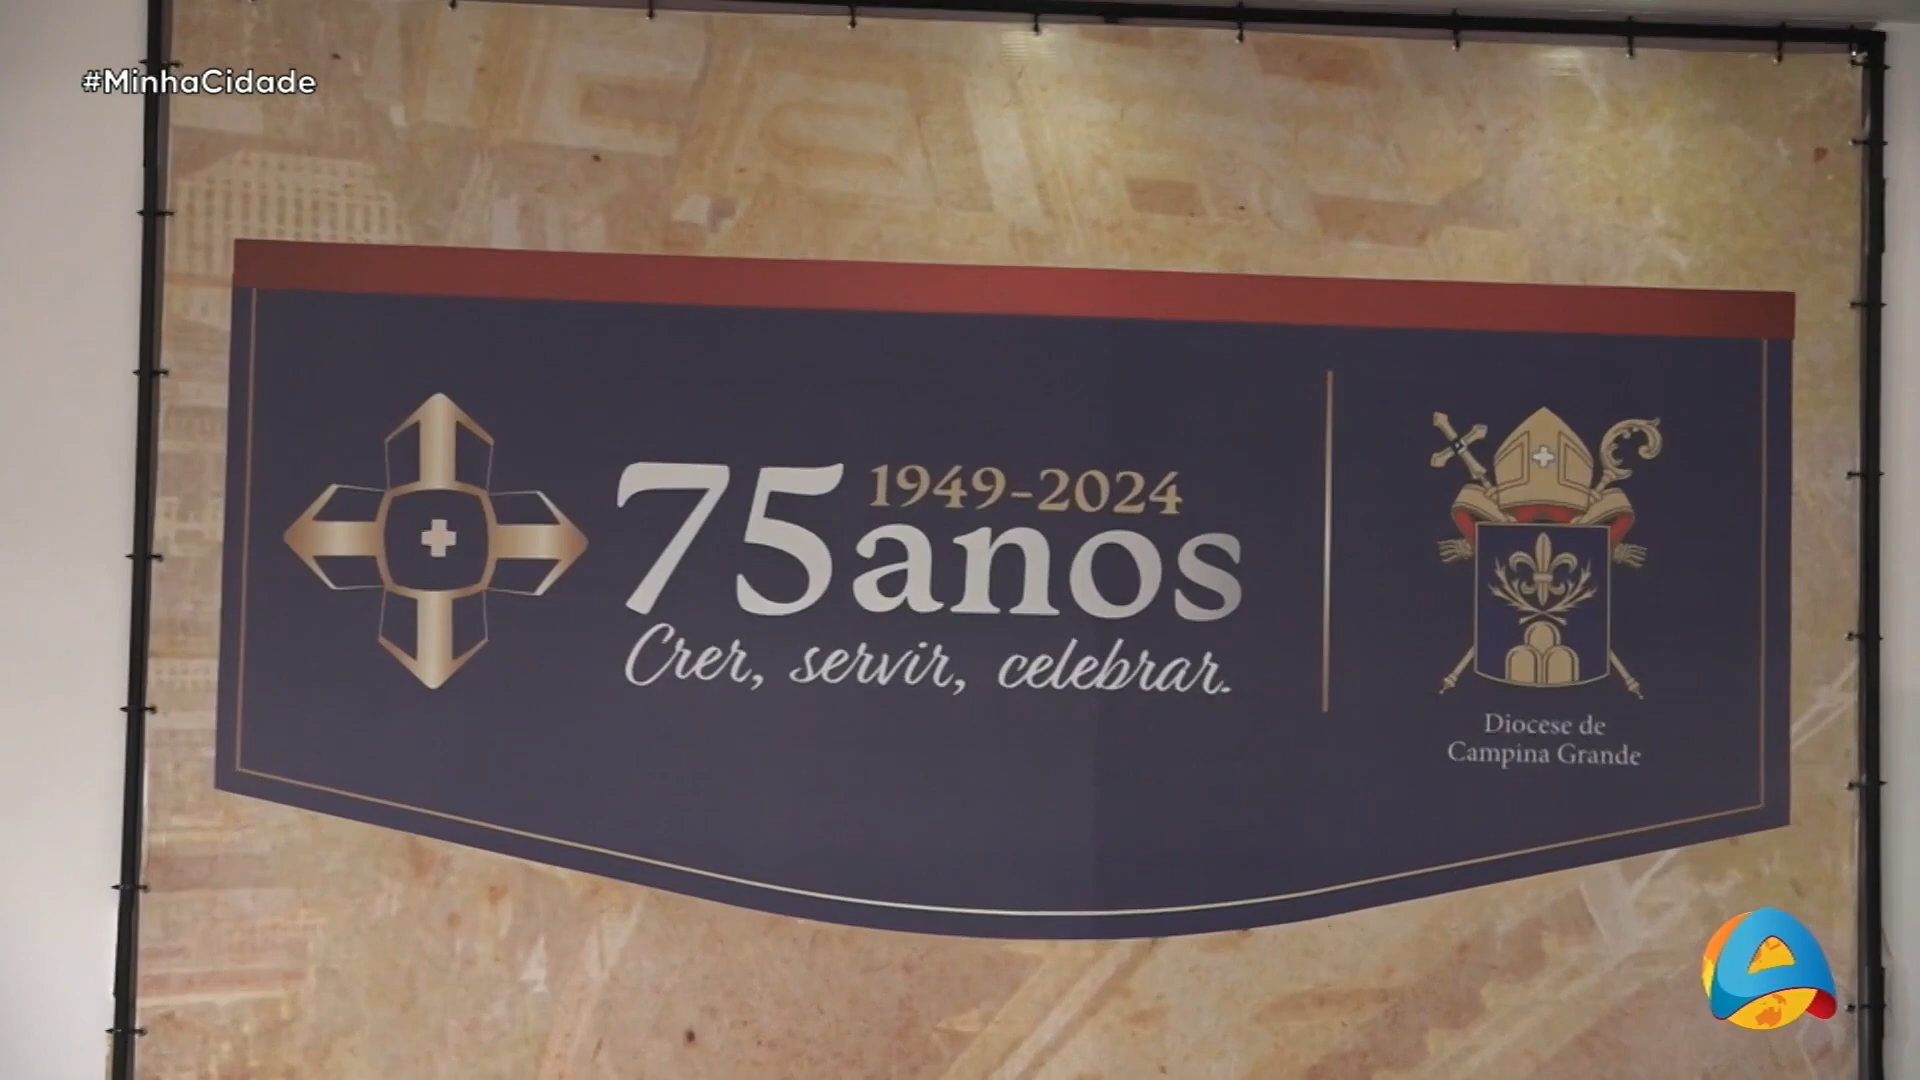 #MinhaCidade
1949-2024
75anos
Crer, servir, celebrar.
Diocese de
Campina Grande